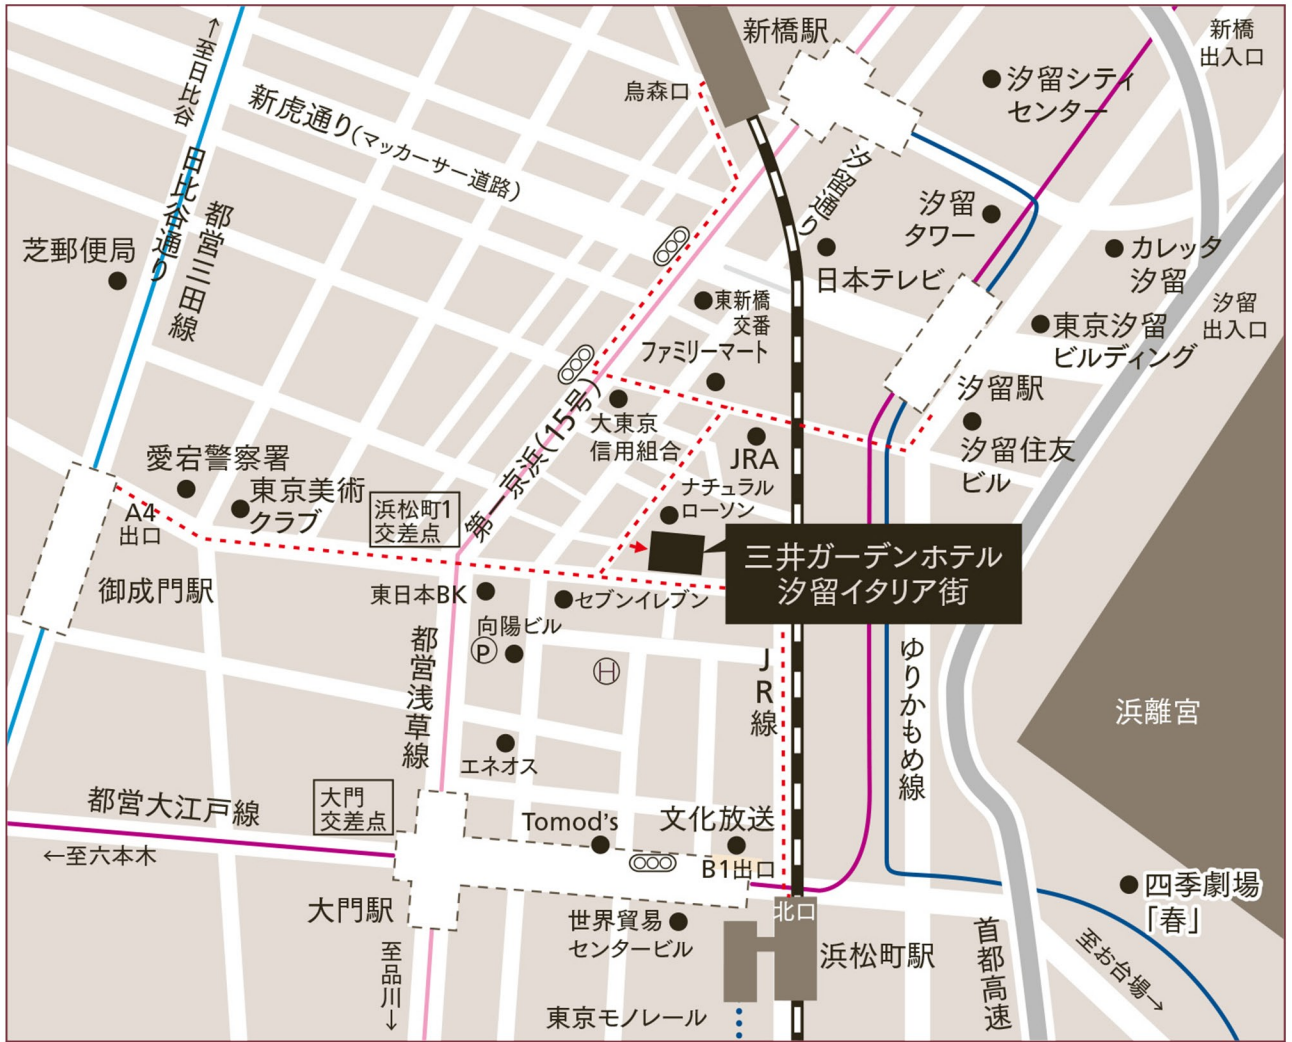 新橋駅
新橋
出入口
←至日比谷
烏森口
汐留シティ
センター
新虎通り(マッカーサー道路)
汐留通り
日比谷通り
都営三田線
芝郵便局
汐留
タワー
日本テレビ
カレッタ
汐留
汐留
出入口
東新橋
交番
東京汐留
ビルディング
ファミリーマート
汐留駅
第一京浜(15号)
大東京
信用組合
JRA
汐留住友
ビル
愛宕警察署
東京美術
クラブ
A4
出口
浜松町1
交差点
ナチュラル
ローソン
三井ガーデンホテル
汐留イタリア街
御成門駅
東日本BK
セブンイレブン
向陽ビル
P
H
都営浅草線
JR線
ゆりかもめ線
浜離宮
エネオス
都営大江戸線
大門
交差点
←至六本木
Tomod's
文化放送
B1出口
大門駅
北口
世界貿易
センタービル
浜松町駅
四季劇場
「春」
至品川→
首都高速
至お台場→
東京モノレール